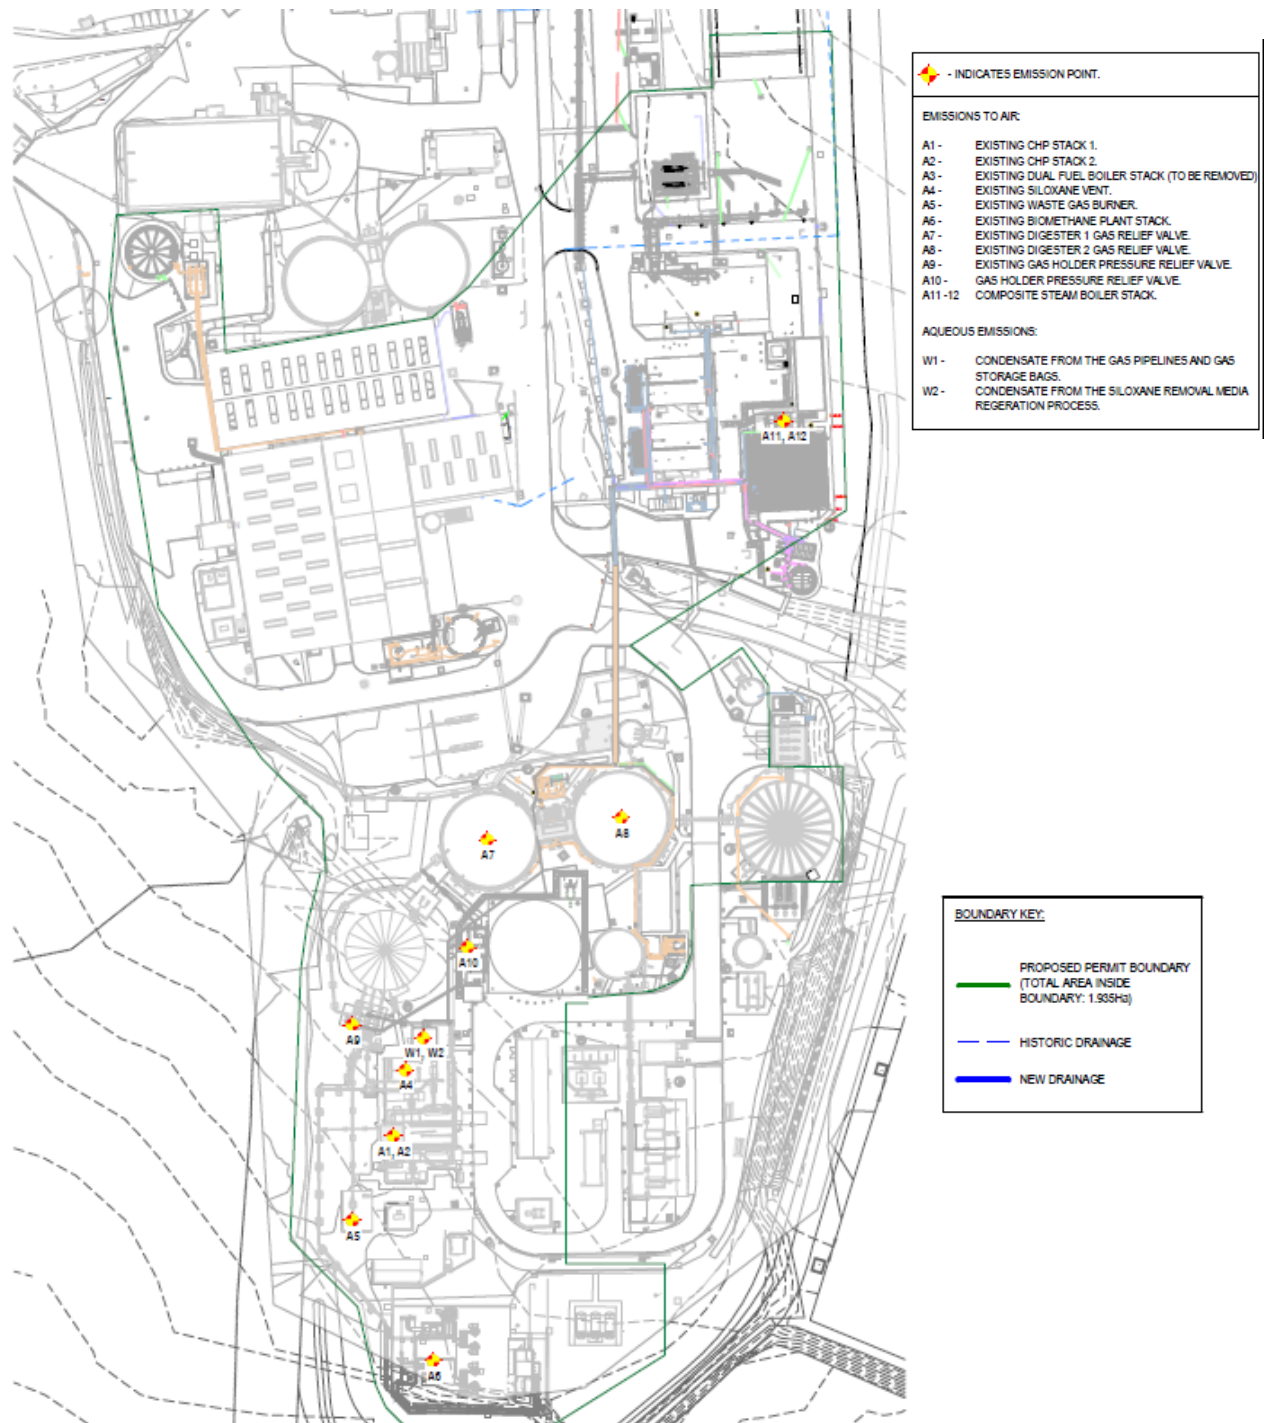 - INDICATES EMISSION POINT.
EMISSIONS TO AIR:
A1 - EXISTING CHP STACK 1.
A2 - EXISTING CHP STACK 2.
A3 - EXISTING DUAL FUEL BOILER STACK (TO BE REMOVED)
A4 - EXISTING SILOXANE VENT.
A5 - EXISTING WASTE GAS BURNER.
A6 - EXISTING BIOMETHANE PLANT STACK.
A7 - EXISTING DIGESTER 1 GAS RELIEF VALVE.
A8 - EXISTING DIGESTER 2 GAS RELIEF VALVE.
A9 - EXISTING GAS HOLDER PRESSURE RELIEF VALVE.
A10 - GAS HOLDER PRESSURE RELIEF VALVE.
A11 -12 COMPOSITE STEAM BOILER STACK.
AQUEOUS EMISSIONS:
W1 - CONDENSATE FROM THE GAS PIPELINES AND GAS
STORAGE BAGS.
W2 - CONDENSATE FROM THE SILOXANE REMOVAL MEDIA
REGERATION PROCESS.
A11, A12
A8
A7
A10
A9
W1, W2
A4
A1, A2
A5
A6
BOUNDARY KEY:
PROPOSED PERMIT BOUNDARY
(TOTAL AREA INSIDE
BOUNDARY: 1.935Ha)
HISTORIC DRAINAGE
NEW DRAINAGE